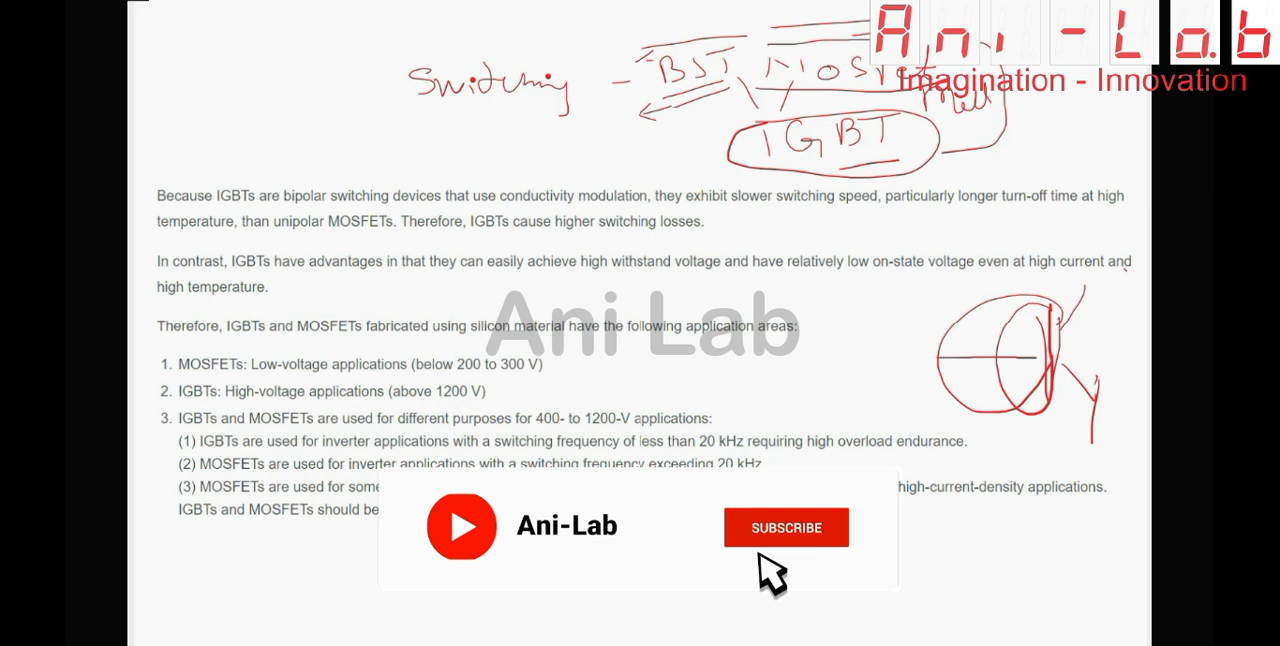 Ani-La.b
Imagination - Innovation
Switching - BJT MOSFET
IGBT
Because IGBTs are bipolar switching devices that use conductivity modulation, they exhibit slower switching speed, particularly longer turn-off time at high
temperature, than unipolar MOSFETs. Therefore, IGBTs cause higher switching losses.
In contrast, IGBTs have advantages in that they can easily achieve high withstand voltage and have relatively low on-state voltage even at high current and
high temperature.
Ani Lab
Therefore, IGBTs and MOSFETs fabricated using silicon material have the following application areas:
1. MOSFETs: Low-voltage applications (below 200 to 300 V)
2. IGBTs: High-voltage applications (above 1200 V)
3. IGBTs and MOSFETs are used for different purposes for 400- to 1200-V applications:
(1) IGBTs are used for inverter applications with a switching frequency of less than 20 kHz requiring high overload endurance.
(2) MOSFETs are used for inverter applications with a switching frequency exceeding 20 kHz
(3) MOSFETs are used for some high-current-density applications.
IGBTs and MOSFETs should be
Ani-Lab
SUBSCRIBE